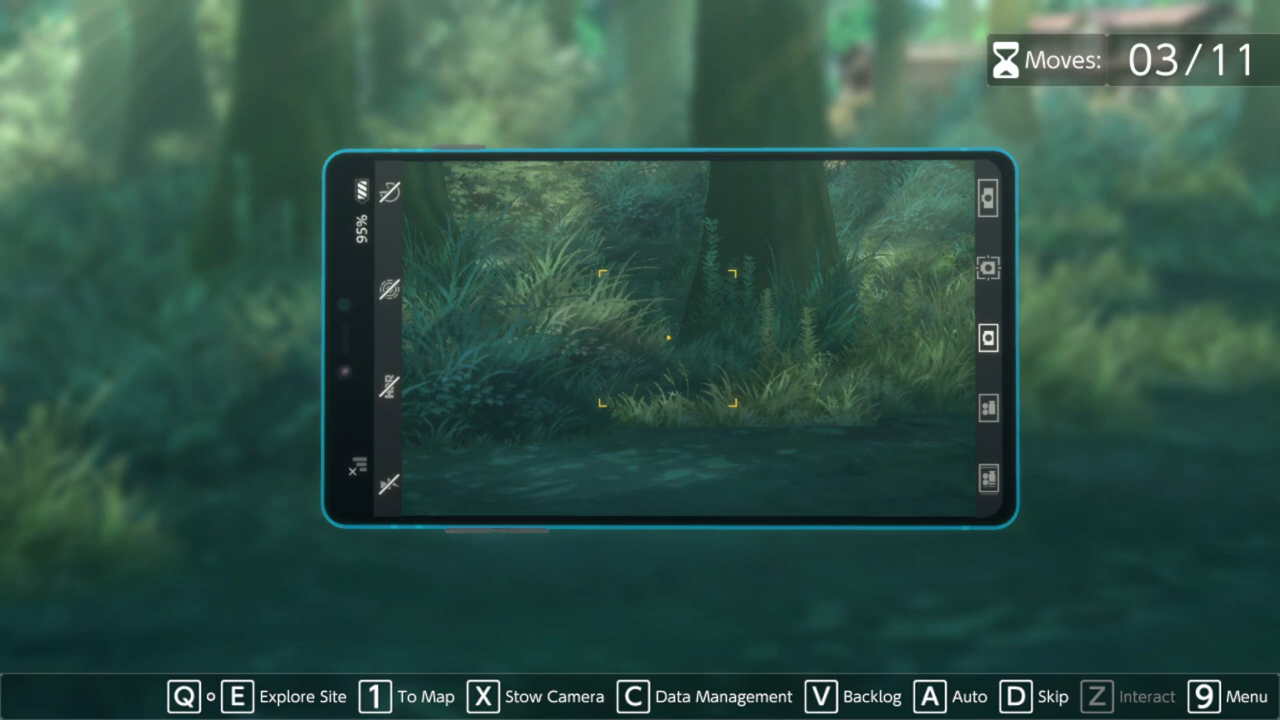 Moves: 03/11
95%
HDR
Q E Explore Site 1 To Map X Stow Camera C Data Management V Backlog A Auto D Skip Z Interact 9 Menu